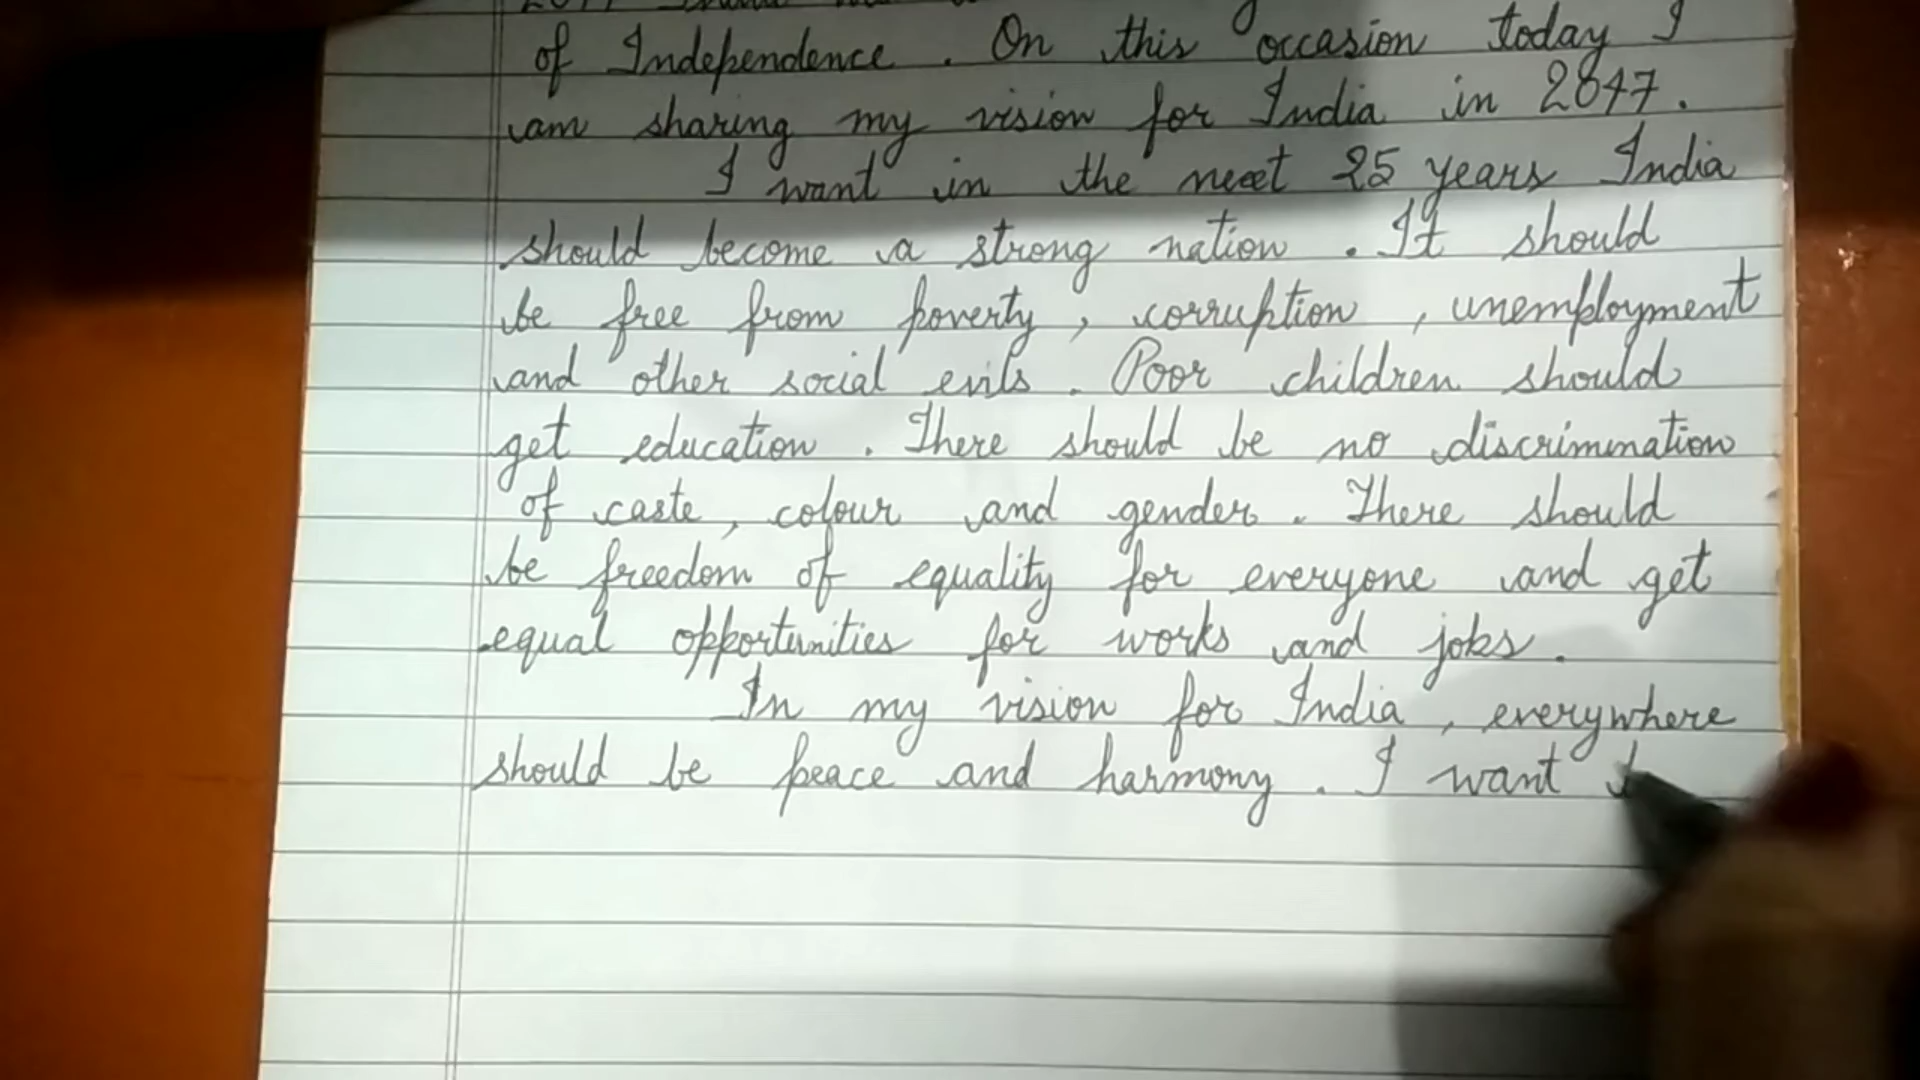 of Independence. On this occasion today I
am sharing my vision for India in 2047.
I want in the next 25 years India
should become a strong nation. It should
be free from poverty, corruption, unemployment
and other social evils. Poor children should
get education. There should be no discrimination
of caste, colour and gender. There should
be freedom of equality for everyone and get
equal opportunities for works and jobs.
In my vision for India, everywhere
should be peace and harmony. I want